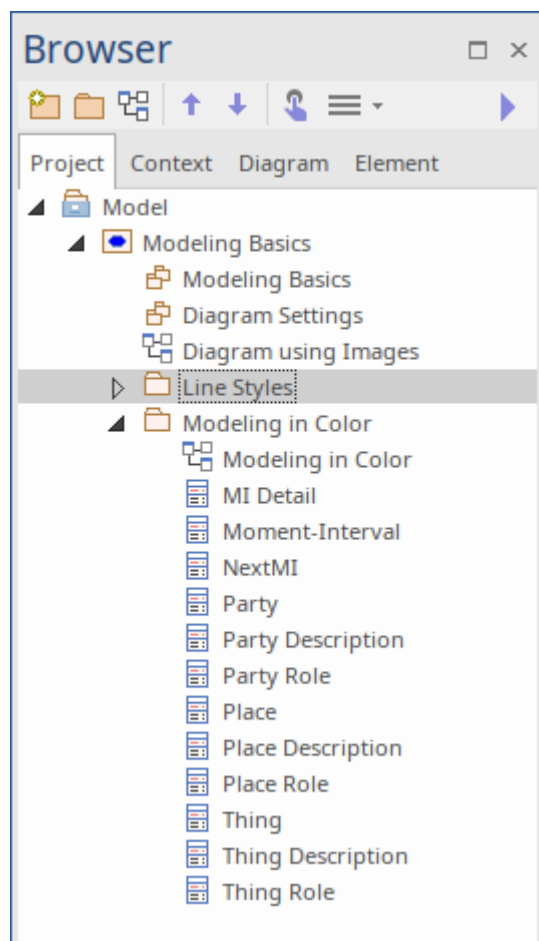 Browser
Project Context Diagram Element
Model
Modeling Basics
Modeling Basics
Diagram Settings
Diagram using Images
Line Styles
Modeling in Color
Modeling in Color
MI Detail
Moment-Interval
NextMI
Party
Party Description
Party Role
Place
Place Description
Place Role
Thing
Thing Description
Thing Role